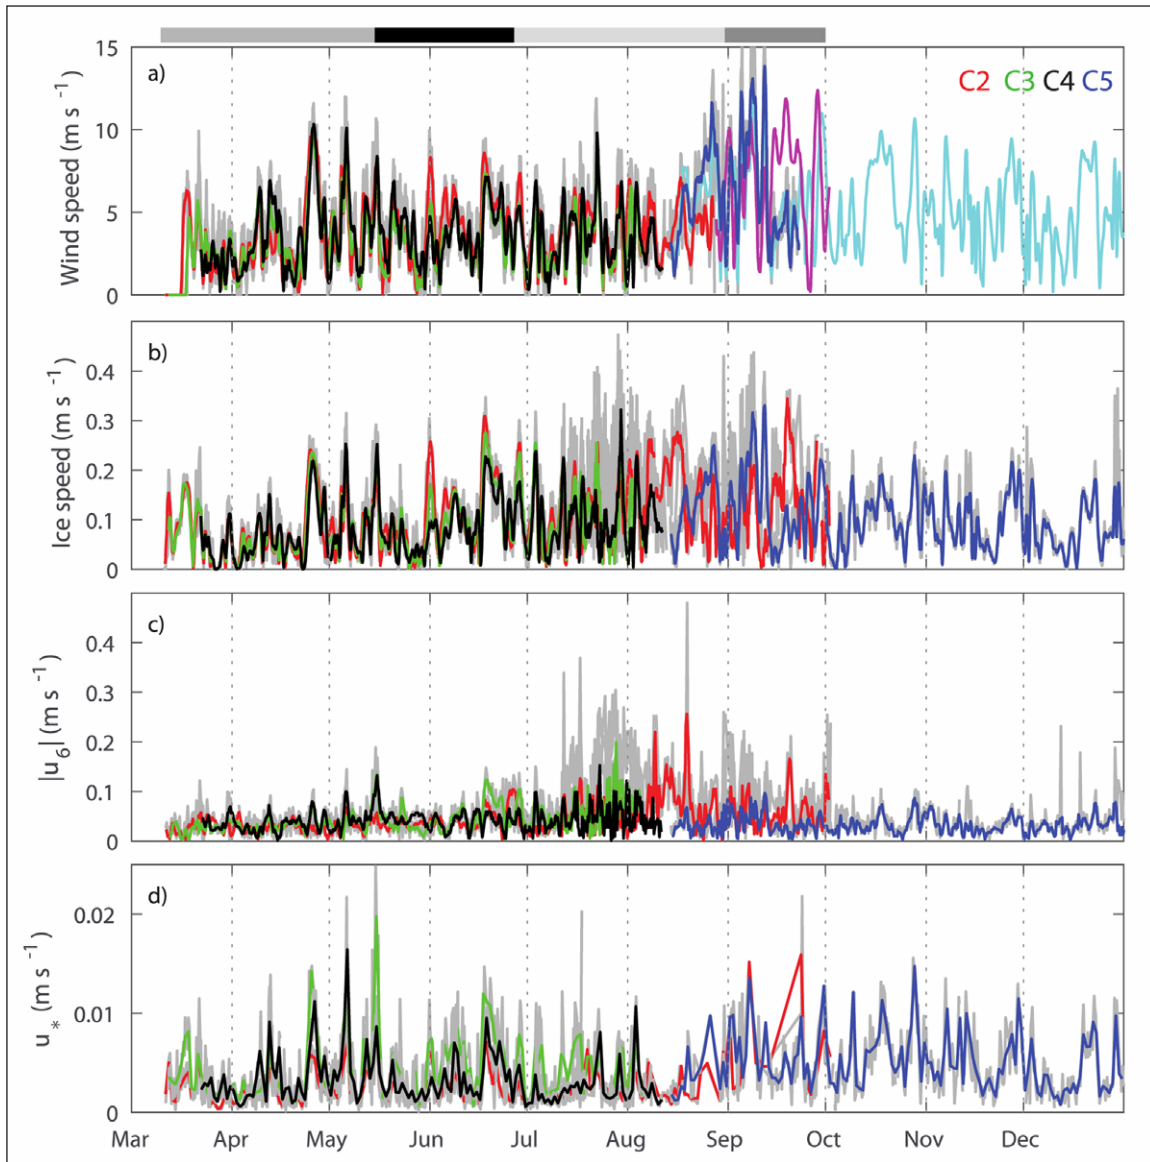 a)
C2 C3 C4 C5
Wind speed (m s⁻¹)
15
10
5
0
b)
Ice speed (m s⁻¹)
0.4
0.3
0.2
0.1
0
c)
|u₆| (m s⁻¹)
0.4
0.3
0.2
0.1
0
d)
u* (m s⁻¹)
0.02
0.01
0
Mar Apr May Jun Jul Aug Sep Oct Nov Dec